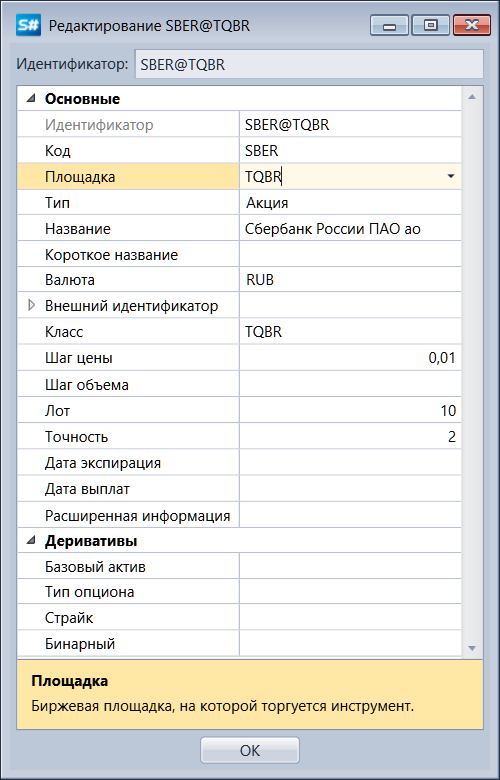 S# Редактирование SBER@TQBR
Идентификатор: SBER@TQBR
Основные
Идентификатор SBER@TQBR
Код SBER
Площадка TQBR
Тип Акция
Название Сбербанк России ПАО ао
Короткое название
Валюта RUB
Внешний идентификатор
Класс TQBR
Шаг цены 0,01
Шаг объема
Лот 10
Точность 2
Дата экспирация
Дата выплат
Расширенная информация
Деривативы
Базовый актив
Тип опциона
Страйк
Бинарный
Площадка
Биржевая площадка, на которой торгуется инструмент.
OK